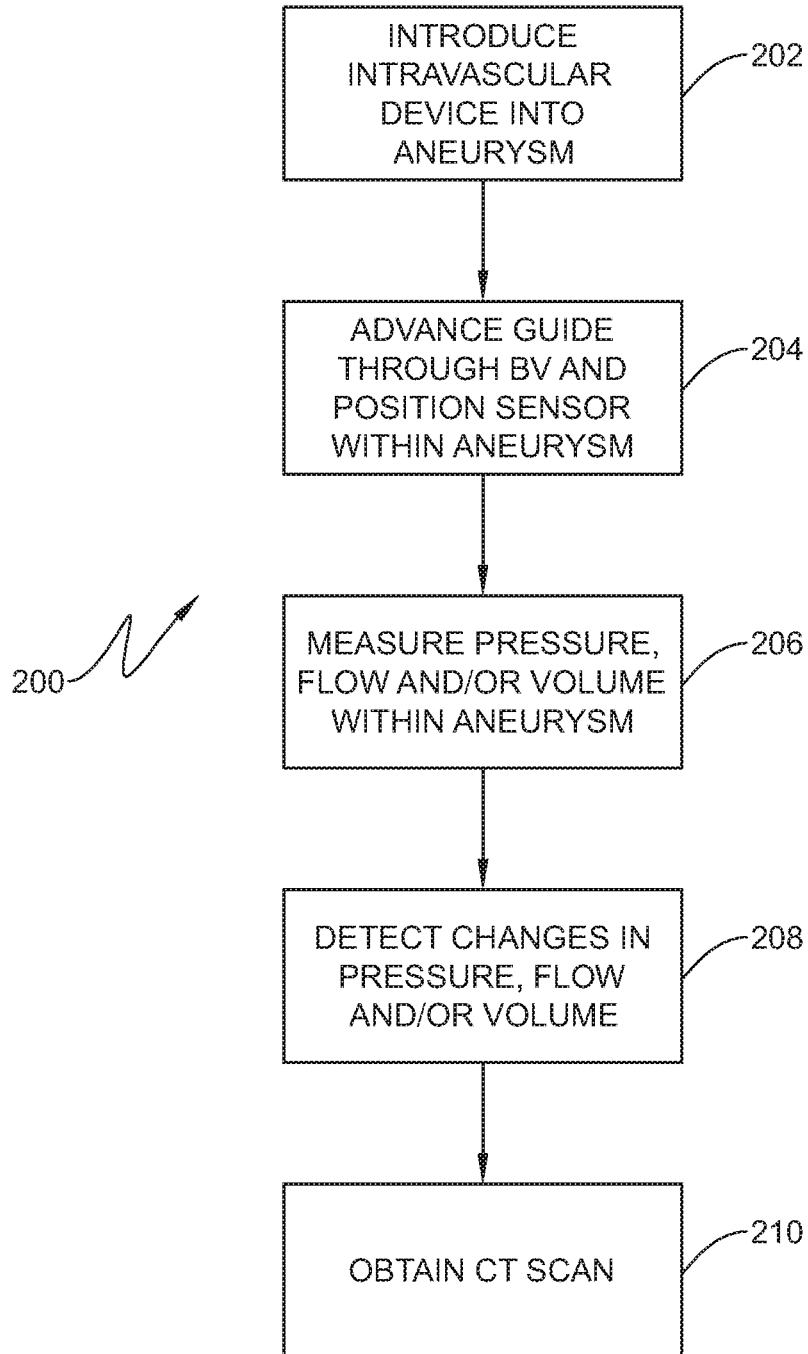 INTRODUCE
INTRAVASCULAR
DEVICE INTO
ANEURYSM
202
ADVANCE GUIDE
THROUGH BV AND
POSITION SENSOR
WITHIN ANEURYSM
204
MEASURE PRESSURE,
FLOW AND/OR VOLUME
WITHIN ANEURYSM
206
200
DETECT CHANGES IN
PRESSURE, FLOW
AND/OR VOLUME
208
OBTAIN CT SCAN
210